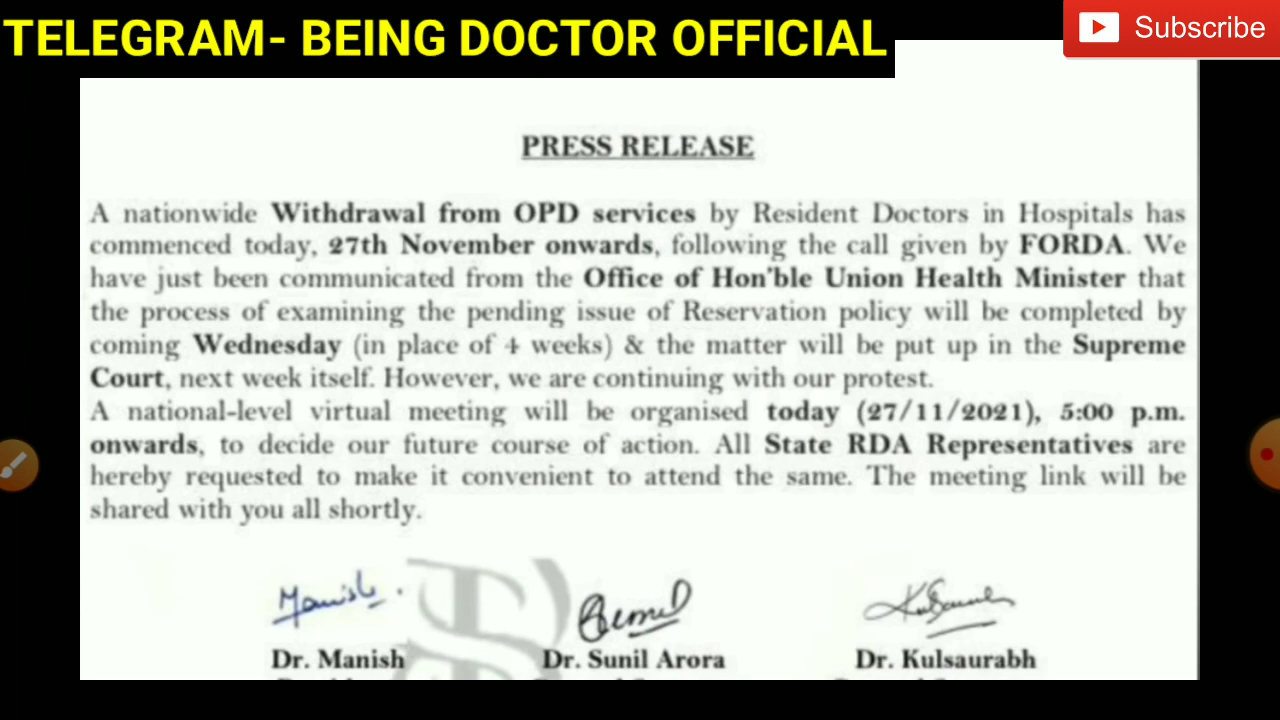 TELEGRAM- BEING DOCTOR OFFICIAL
Subscribe
PRESS RELEASE
A nationwide Withdrawal from OPD services by Resident Doctors in Hospitals has
commenced today, 27th November onwards, following the call given by FORDA. We
have just been communicated from the Office of Hon'ble Union Health Minister that
the process of examining the pending issue of Reservation policy will be completed by
coming Wednesday (in place of 4 weeks) & the matter will be put up in the Supreme
Court, next week itself. However, we are continuing with our protest.
A national-level virtual meeting will be organised today (27/11/2021), 5:00 p.m.
onwards, to decide our future course of action. All State RDA Representatives are
hereby requested to make it convenient to attend the same. The meeting link will be
shared with you all shortly.
Manish
Dr. Manish Dr. Sunil Arora Dr. Kulsaurabh